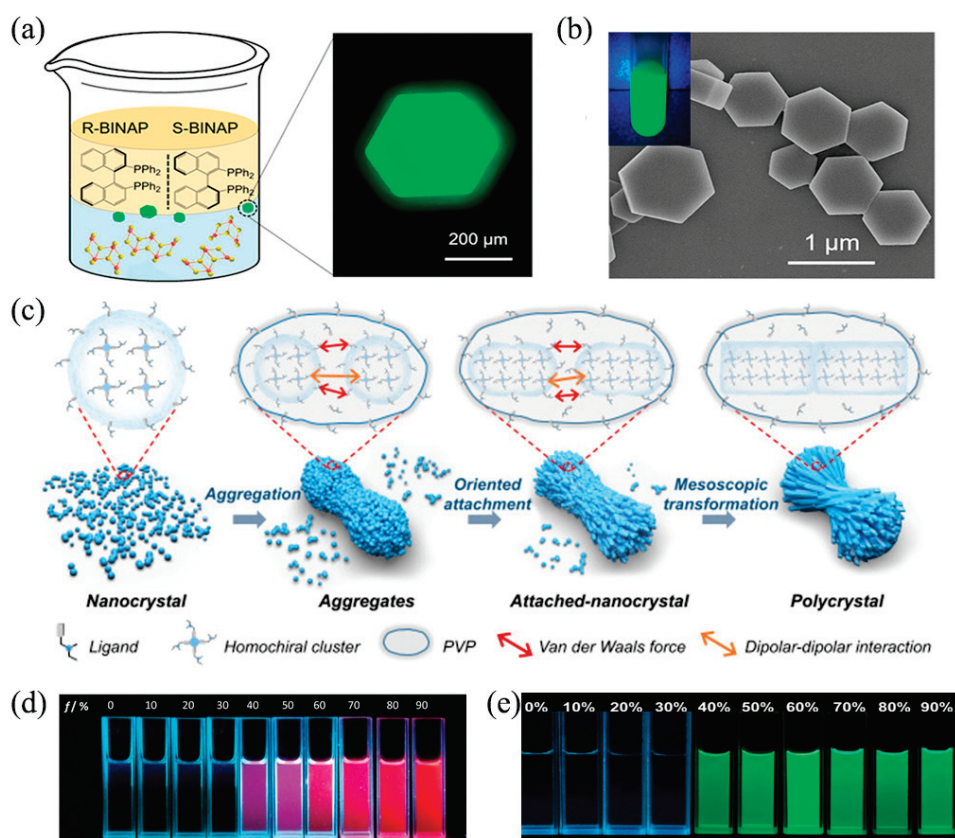 (a)
R-BINAP S-BINAP
PPh2 PPh2
PPh2 PPh2
200 μm
(b)
1 μm
(c)
Aggregation
Oriented
attachment
Mesoscopic
transformation
Nanocrystal
Aggregates
Attached-nanocrystal
Polycrystal
Ligand
Homochiral cluster
PVP
Van der Waals force
Dipolar-dipolar interaction
(d)
f/% 0 10 20 30 40 50 60 70 80 90
(e)
0% 10% 20% 30% 40% 50% 60% 70% 80% 90%